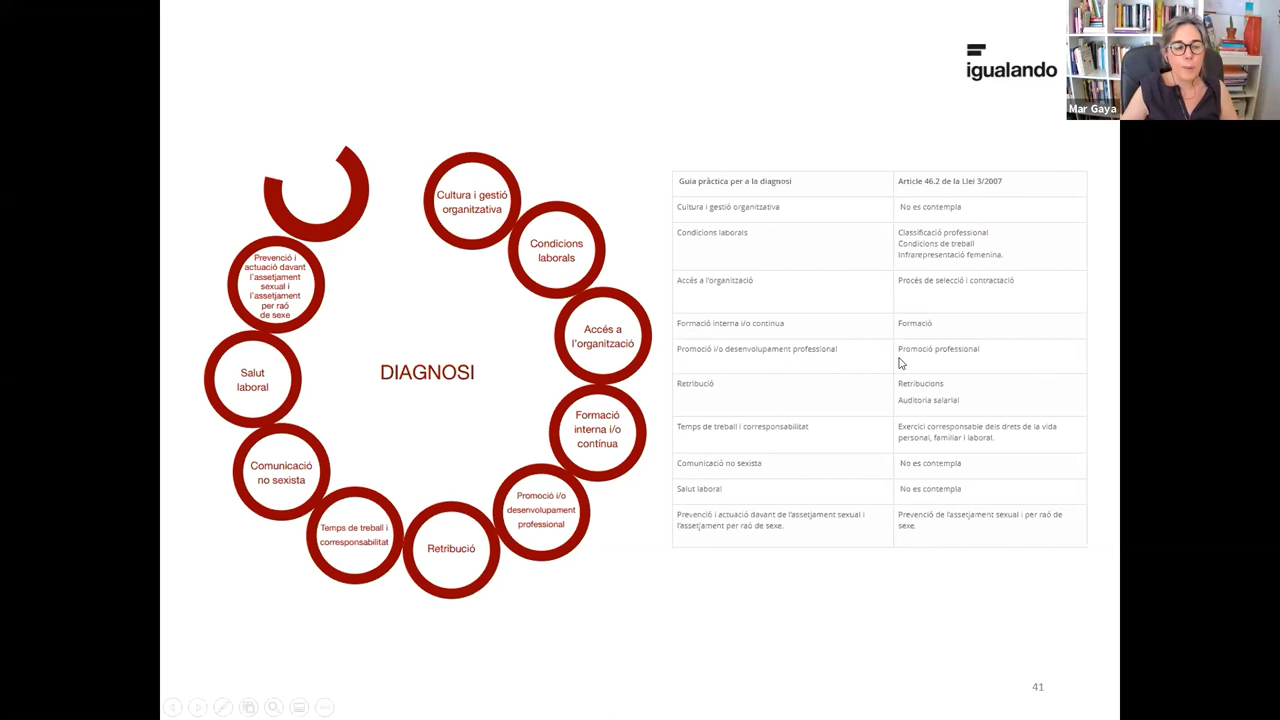 igualando
Mar Gaya
Cultura i gestió
organitzativa
Condicions
laborals
Accés a
l'organització
Formació
interna i/o
contínua
Promoció i/o
desenvolupament
professional
Retribució
Temps de treball i
corresponsabilitat
Comunicació
no sexista
Salut
laboral
Prevenció i
actuació davant
l'assetjament
sexual i
l'assetjament
per raó
de sexe
DIAGNOSI
Guia pràctica per a la diagnosi
Article 46.2 de la Llei 3/2007
Cultura i gestió organitzativa
No es contempla
Condicions laborals
Classificació professional
Condicions de treball
Infrarepresentació femenina.
Accés a l'organització
Procés de selecció i contractació
Formació interna i/o continua
Formació
Promoció i/o desenvolupament professional
Promoció professional
Retribució
Retribucions
Auditoria salarial
Temps de treball i corresponsabilitat
Exercici corresponsable dels drets de la vida
personal, familiar i laboral.
Comunicació no sexista
No es contempla
Salut laboral
No es contempla
Prevenció i actuació davant de l'assetjament sexual i
l'assetjament per raó de sexe.
Prevenció de l'assetjament sexual i per raó de
sexe.
41